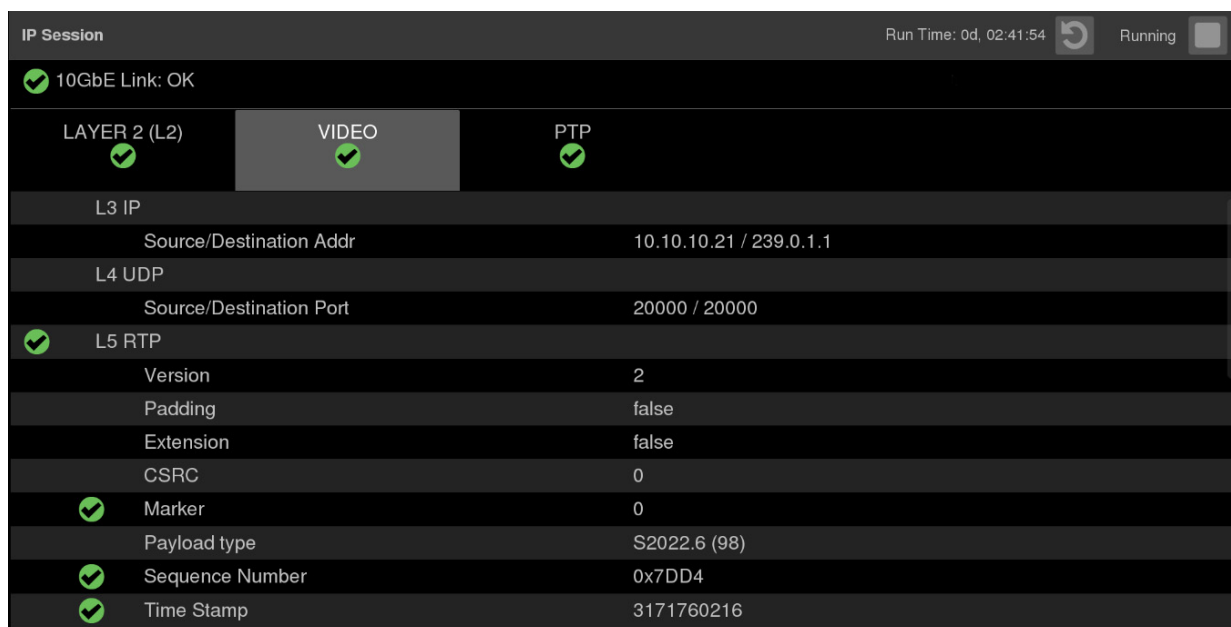 IP Session Run Time: 0d, 02:41:54 Running
10GbE Link: OK
LAYER 2 (L2) VIDEO PTP
L3 IP
Source/Destination Addr 10.10.10.21 / 239.0.1.1
L4 UDP
Source/Destination Port 20000 / 20000
L5 RTP
Version 2
Padding false
Extension false
CSRC 0
Marker 0
Payload type S2022.6 (98)
Sequence Number 0x7DD4
Time Stamp 3171760216